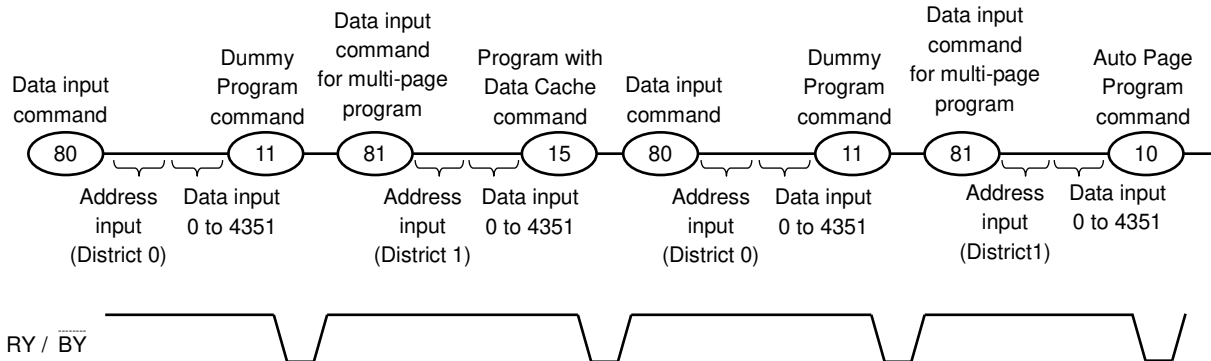 Data input
command
80
Address
input
(District 0)
Data input
0 to 4351
Dummy
Program
command
11
Data input
command
for multi-page
program
81
Address
input
(District 1)
Data input
0 to 4351
Program with
Data Cache
command
15
Data input
command
80
Address
input
(District 0)
Data input
0 to 4351
Dummy
Program
command
11
Data input
command
for multi-page
program
81
Address
input
(District1)
Data input
0 to 4351
Auto Page
Program
command
10
RY / BY